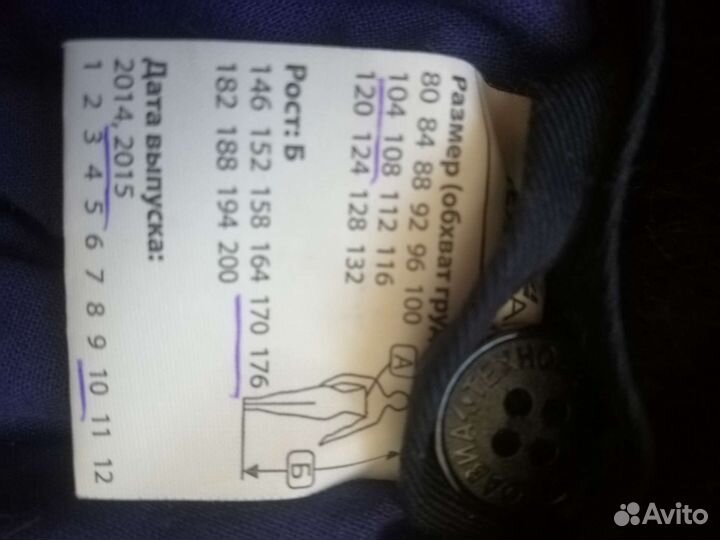 Размер (обхват груд
80 84 88 92 96 100
104 108 112 116
120 124 128 132
Рост: Б
146 152 158 164 170 176
182 188 194 200
Дата выпуска:
2014, 2015
1 2 3 4 5 6 7 8 9 10 11 12
А
Б
Avito